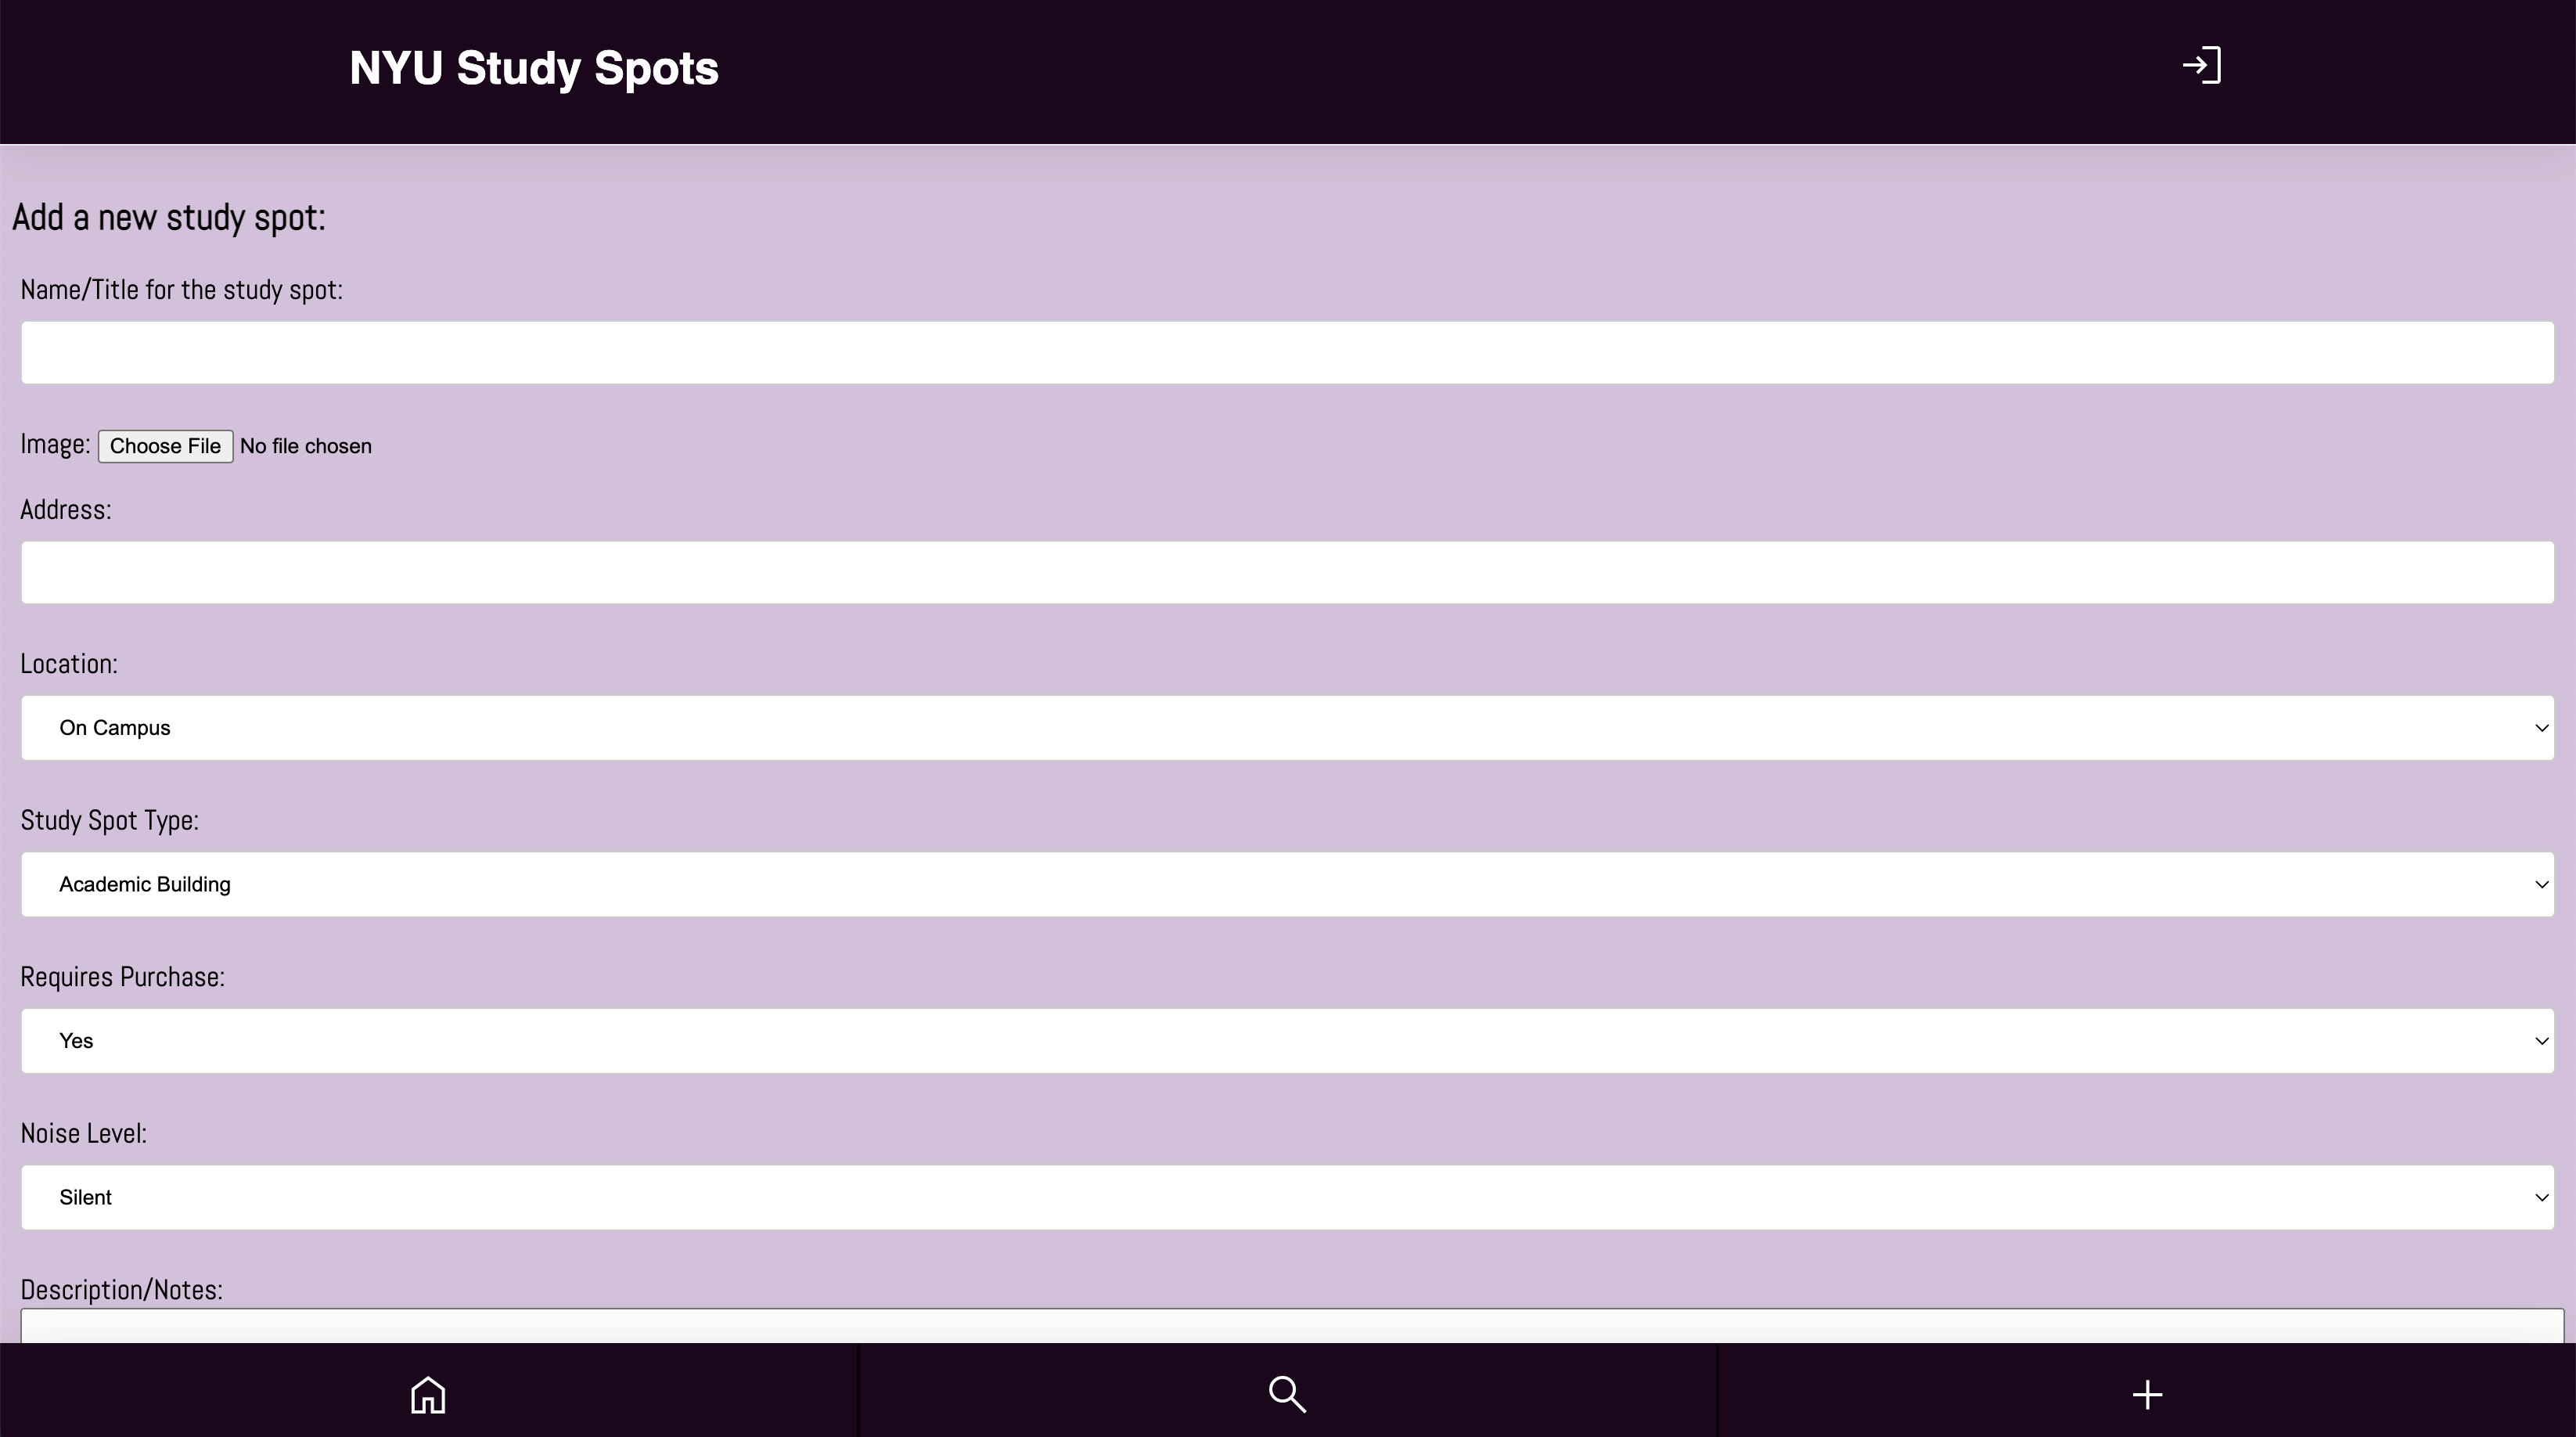 NYU Study Spots
Add a new study spot:
Name/Title for the study spot:
Image: Choose File No file chosen
Address:
Location:
On Campus
Study Spot Type:
Academic Building
Requires Purchase:
Yes
Noise Level:
Silent
Description/Notes: